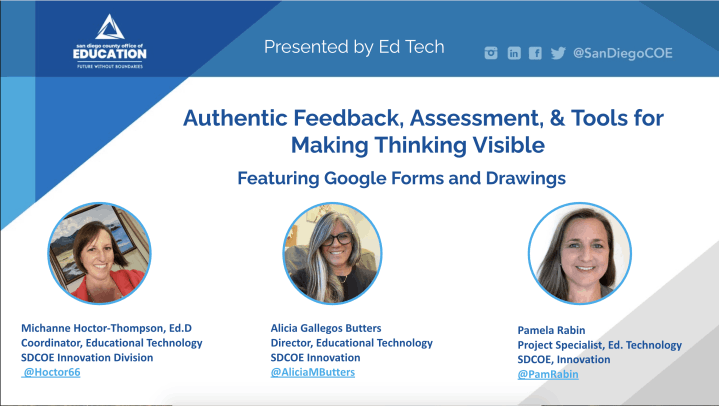 san diego county office of
EDUCATION
FUTURE WITHOUT BOUNDARIES
Presented by Ed Tech
@SanDiegoCOE
Authentic Feedback, Assessment, & Tools for
Making Thinking Visible
Featuring Google Forms and Drawings
Michanne Hoctor-Thompson, Ed.D
Coordinator, Educational Technology
SDCOE Innovation Division
@Hoctor66
Alicia Gallegos Butters
Director, Educational Technology
SDCOE Innovation
@AliciaMButters
Pamela Rabin
Project Specialist, Ed. Technology
SDCOE, Innovation
@PamRabin